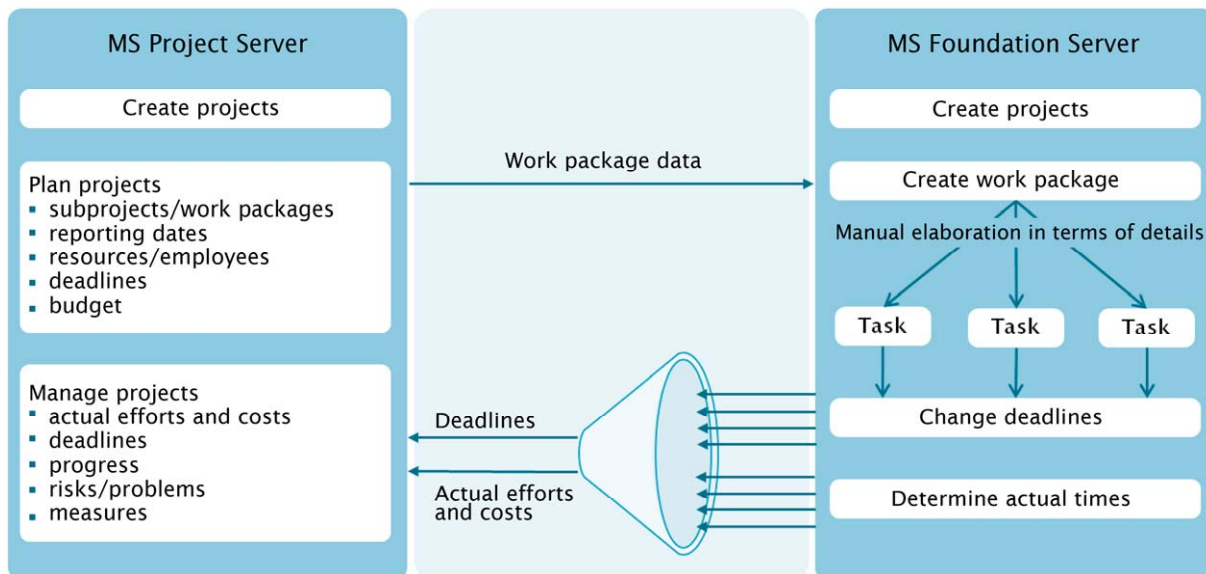 MS Project Server
Create projects
Plan projects
▪ subprojects/work packages
▪ reporting dates
▪ resources/employees
▪ deadlines
▪ budget
Manage projects
▪ actual efforts and costs
▪ deadlines
▪ progress
▪ risks/problems
▪ measures
Work package data
Deadlines
Actual efforts
and costs
MS Foundation Server
Create projects
Create work package
Manual elaboration in terms of details
Task
Task
Task
Change deadlines
Determine actual times